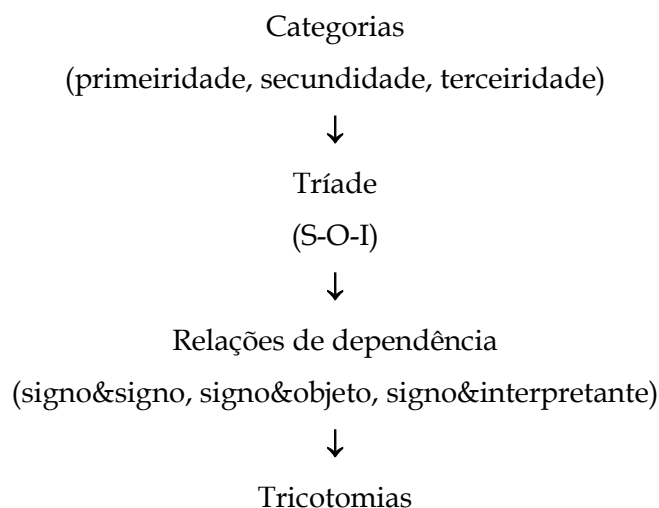 Categorias
(primeiridade, secundidade, terceiridade)
↓
Tríade
(S-O-I)
↓
Relações de dependência
(signo&signo, signo&objeto, signo&interpretante)
↓
Tricotomias